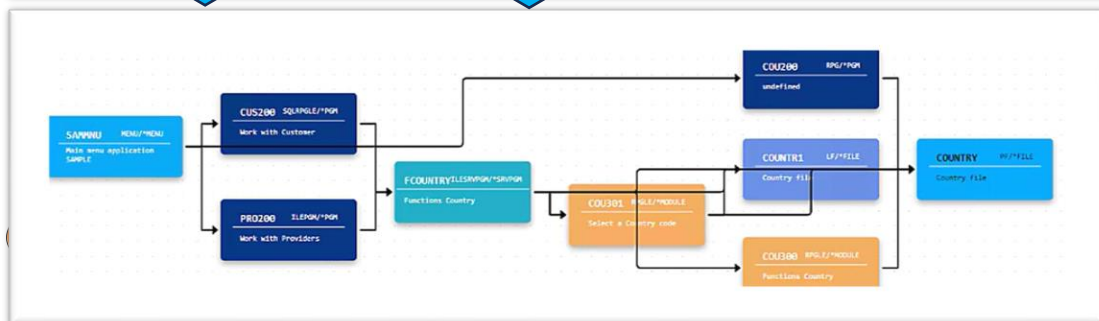 SAMMNU MENU/*MENU
Main menu application
SAMPLE
CUS200 SQLRPGLE/*PGM
Work with Customer
PRO200 ILEPGM/*PGM
Work with Providers
FCOUNTRY ILESRVPGM/*SRVPGM
Functions Country
COU301 RPGLE/*MODULE
Select a Country code
COU200 RPG/*PGM
undefined
COUNTR1 LF/*FILE
Country file
COU300 RPGLE/*MODULE
Functions Country
COUNTRY PF/*FILE
Country file